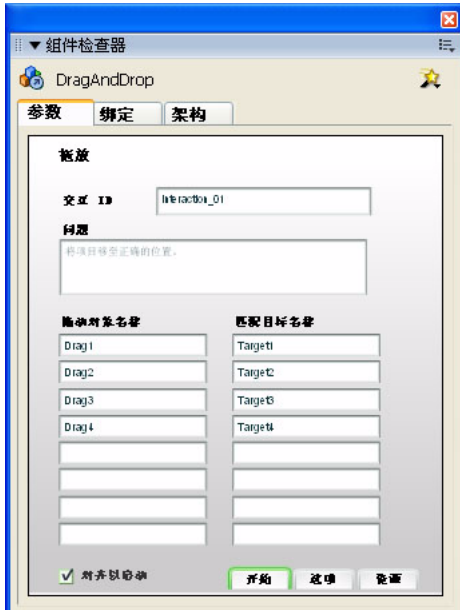 组件检查器
DragAndDrop
参数 绑定 架构
拖放
交互 ID Interaction_01
问题
将项目移至正确的位置。
拖动对象名称 匹配目标名称
Drag1 Target1
Drag2 Target2
Drag3 Target3
Drag4 Target4
对齐以启动
开始 选项 资源